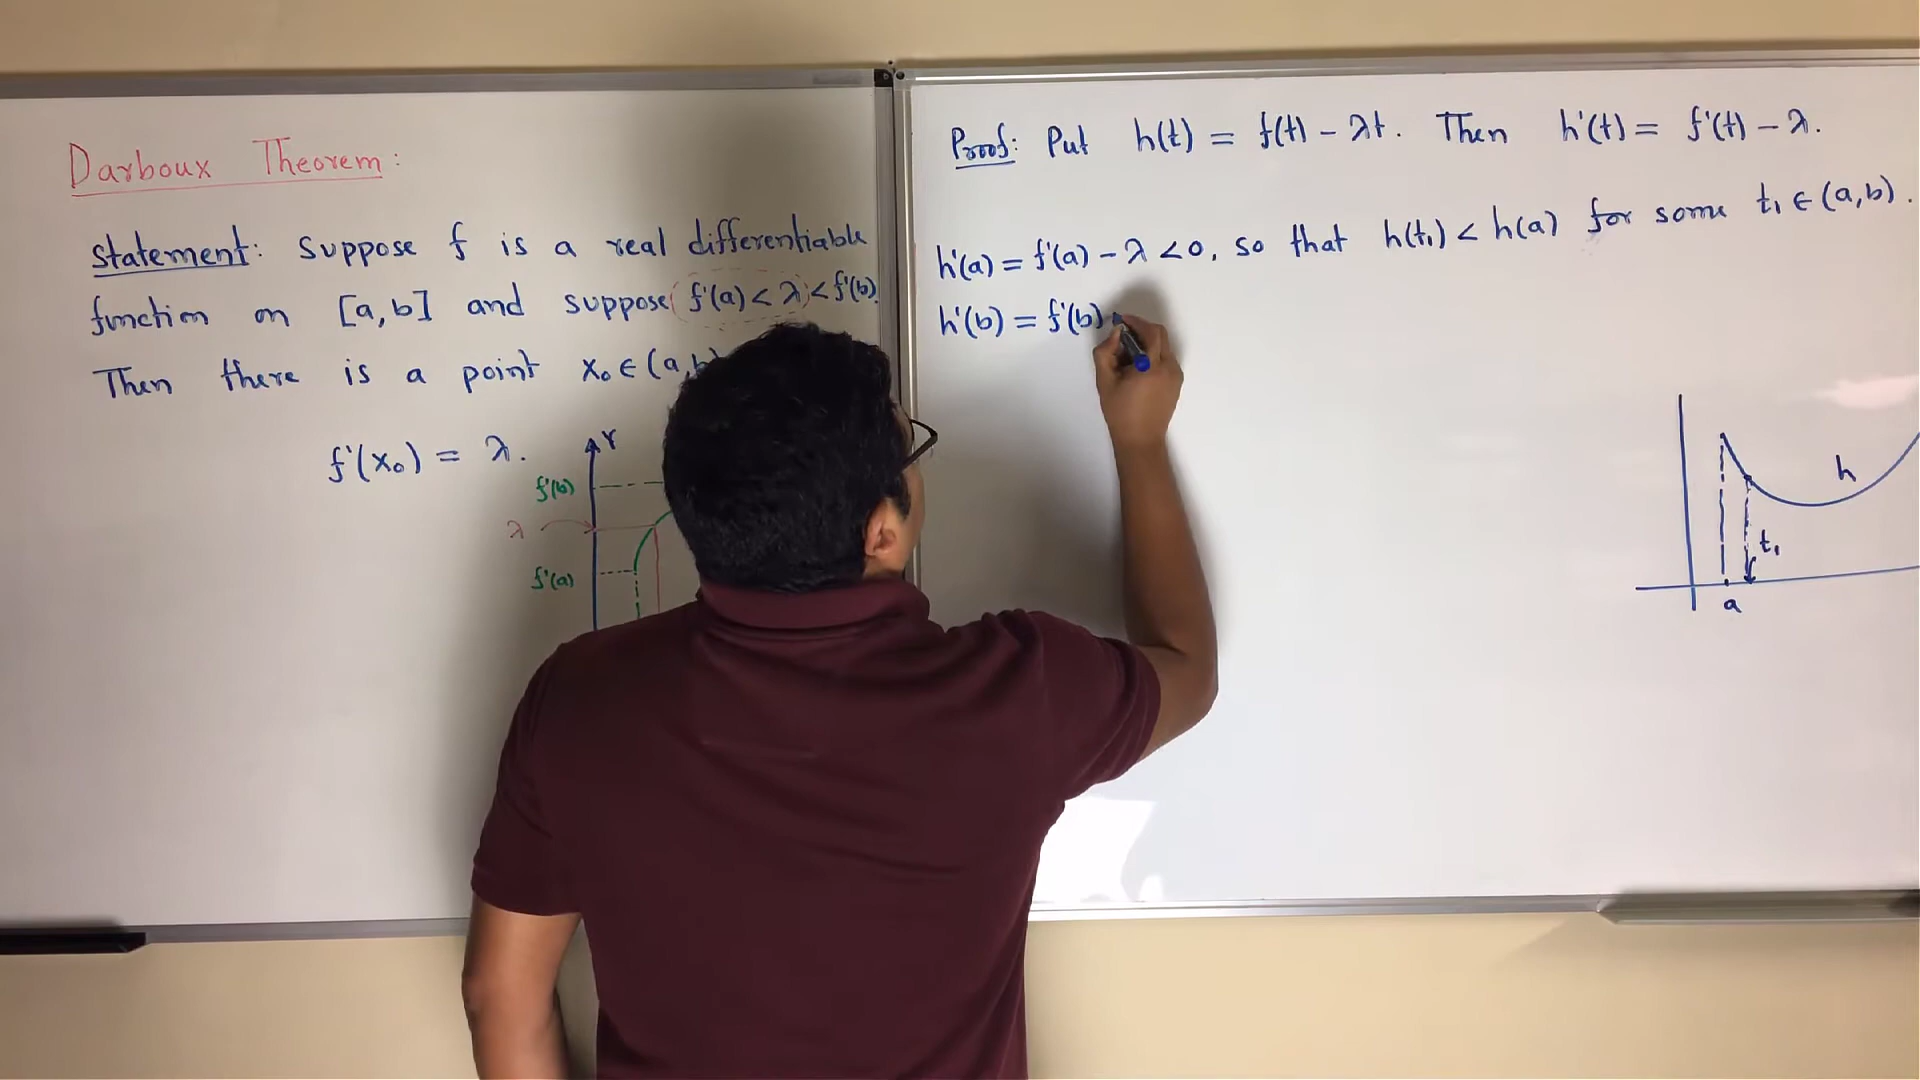 Darboux Theorem:
Statement: Suppose f is a real differentiable
function on [a,b] and suppose f'(a) < λ < f'(b).
Then there is a point x₀ ∈ (a,b
f'(x₀) = λ.
Y
f'(b)
λ
f'(a)
Proof: Put h(t) = f(t) − λt. Then h'(t) = f'(t) − λ.
h'(a) = f'(a) − λ < 0, so that h(t₁) < h(a) for some t₁ ∈ (a,b).
h'(b) = f'(b)
h
t₁
a